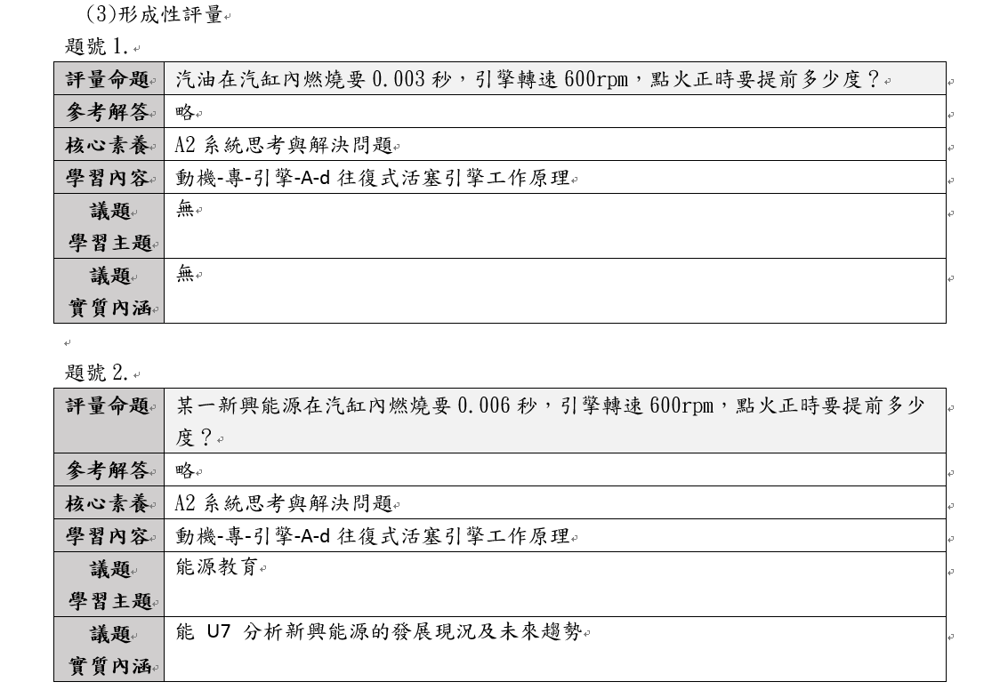 (3)形成性評量
題號 1.
評量命題 汽油在汽缸內燃燒要 0.003 秒，引擎轉速 600rpm，點火正時要提前多少度？
參考解答 略
核心素養 A2 系統思考與解決問題
學習內容 動機-專-引擎-A-d 往復式活塞引擎工作原理
議題 無
學習主題
議題 無
實質內涵
題號 2.
評量命題 某一新興能源在汽缸內燃燒要 0.006 秒，引擎轉速 600rpm，點火正時要提前多少
度？
參考解答 略
核心素養 A2 系統思考與解決問題
學習內容 動機-專-引擎-A-d 往復式活塞引擎工作原理
議題 能源教育
學習主題
議題 能 U7 分析新興能源的發展現況及未來趨勢
實質內涵